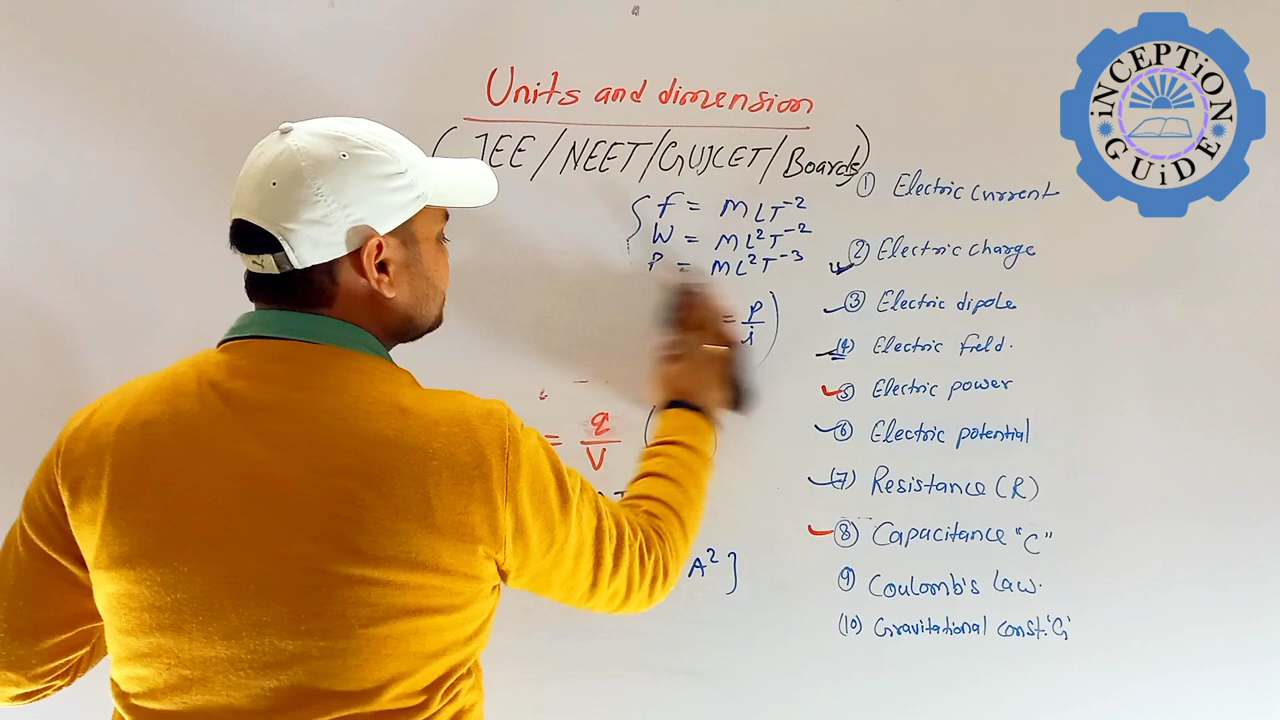 Units and dimension
( JEE / NEET / GUJCET / Boards )
f = MLT⁻²
W = ML²T⁻²
P = ML²T⁻³
= P/i )
= q/V (
A² ]
① Electric current
② Electric charge
③ Electric dipole
(4) Electric field.
⑤ Electric power
⑥ Electric potential
(7) Resistance (R)
⑧ Capacitance "C"
9) Coulomb's Law.
(10) Gravitational const. 'G'
iNCEPTiON
GUiDE